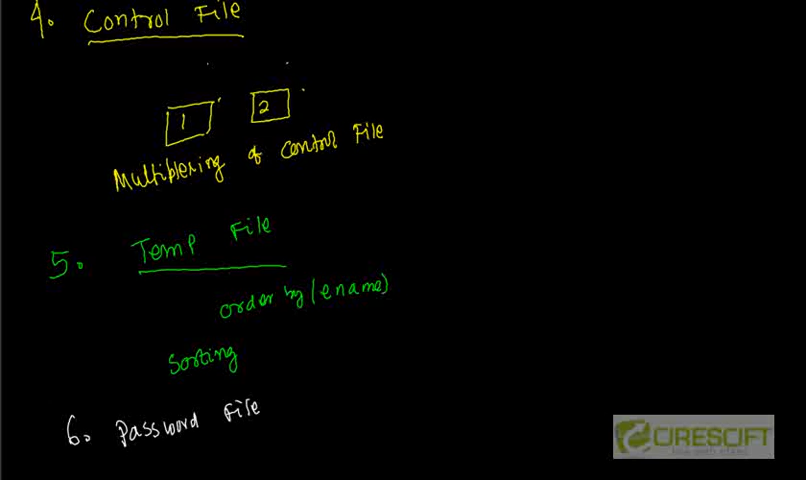 4. Control File
1 2
Multiplexing of Control File
5. Temp File
order by (ename)
Sorting
6. Password File
CIRESCIFT